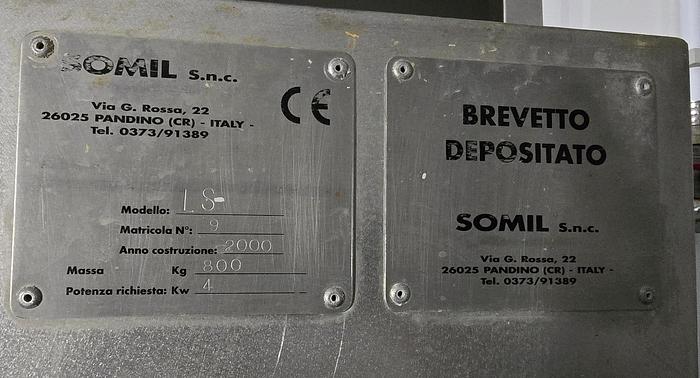 SOMIL S.n.c.
CE
Via G. Rossa, 22
26025 PANDINO (CR) - ITALY -
Tel. 0373/91389
Modello: LS-
Matricola N°: 9
Anno costruzione: 2000
Massa Kg 800
Potenza richiesta: Kw 4
BREVETTO
DEPOSITATO
SOMIL S.n.c.
Via G. Rossa, 22
26025 PANDINO (CR) - ITALY -
Tel. 0373/91389